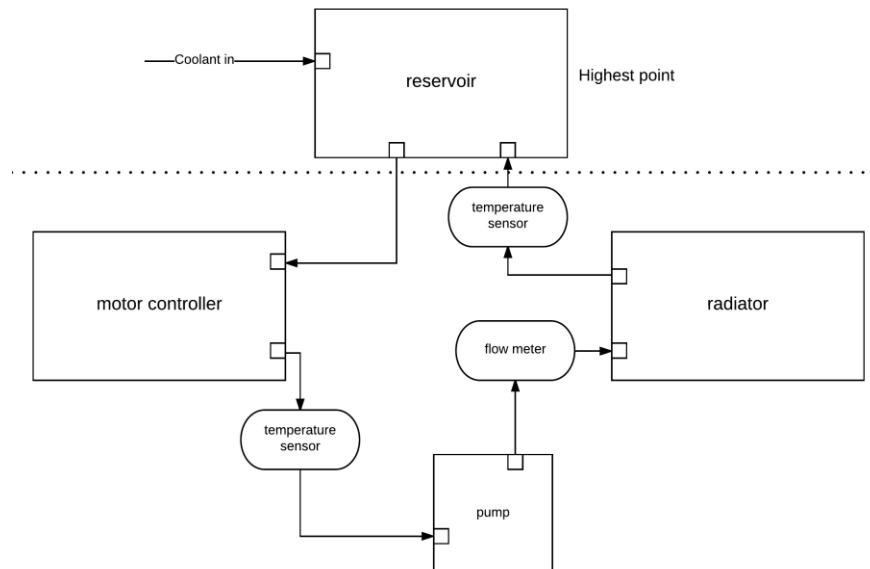 Coolant in
reservoir
Highest point
temperature
sensor
motor controller
radiator
flow meter
temperature
sensor
pump